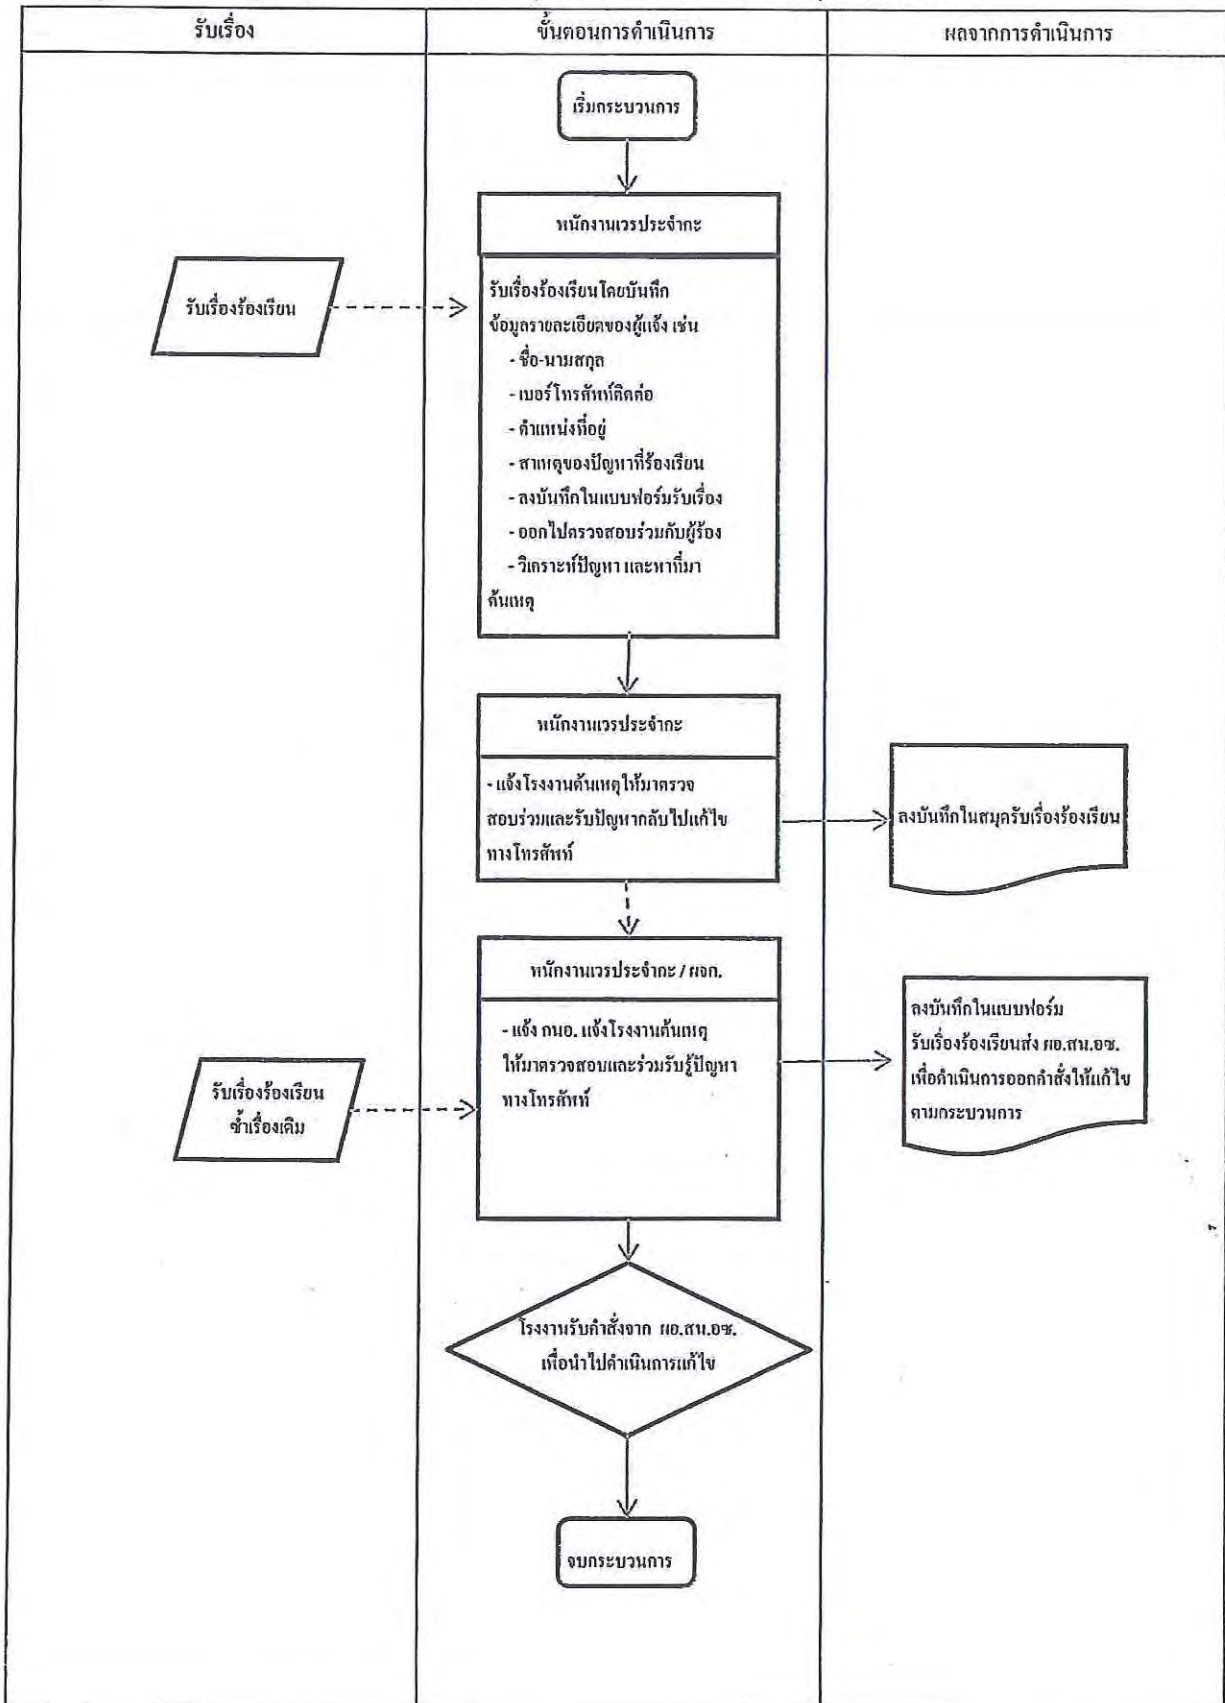 รับเรื่อง
ขั้นตอนการดำเนินการ
ผลจากการดำเนินการ
เริ่มกระบวนการ
พนักงานเวรประจำกะ
รับเรื่องร้องเรียน
รับเรื่องร้องเรียนโดยบันทึก
ข้อมูลรายละเอียดของผู้แจ้ง เช่น
- ชื่อ-นามสกุล
- เบอร์โทรศัพท์ติดต่อ
- ตำแหน่งที่อยู่
- สาเหตุของปัญหาที่ร้องเรียน
- ลงบันทึกในแบบฟอร์มรับเรื่อง
- ออกไปตรวจสอบร่วมกับผู้ร้อง
- วิเคราะห์ปัญหา และหาที่มา
ต้นเหตุ
พนักงานเวรประจำกะ
- แจ้งโรงงานต้นเหตุให้มาตรวจ
สอบร่วมและรับปัญหากลับไปแก้ไข
ทางโทรศัพท์
ลงบันทึกในสมุดรับเรื่องร้องเรียน
พนักงานเวรประจำกะ / ผจก.
- แจ้ง กนอ. แจ้งโรงงานต้นเหตุ
ให้มาตรวจสอบและร่วมรับรู้ปัญหา
ทางโทรศัพท์
ลงบันทึกในแบบฟอร์ม
รับเรื่องร้องเรียนส่ง ผอ.สน.อช.
เพื่อดำเนินการออกคำสั่งให้แก้ไข
ตามกระบวนการ
รับเรื่องร้องเรียน
ซ้ำเรื่องเดิม
โรงงานรับคำสั่งจาก ผอ.สน.อช.
เพื่อนำไปดำเนินการแก้ไข
จบกระบวนการ